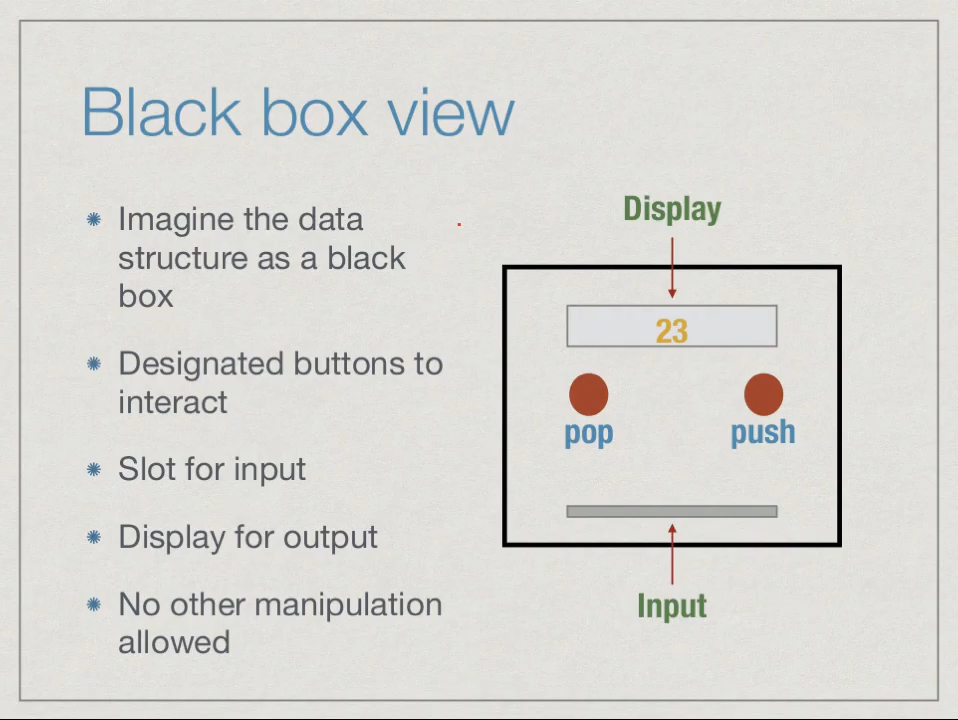 Black box view
Imagine the data
structure as a black
box
Designated buttons to
interact
Slot for input
Display for output
No other manipulation
allowed
Display
23
pop push
Input